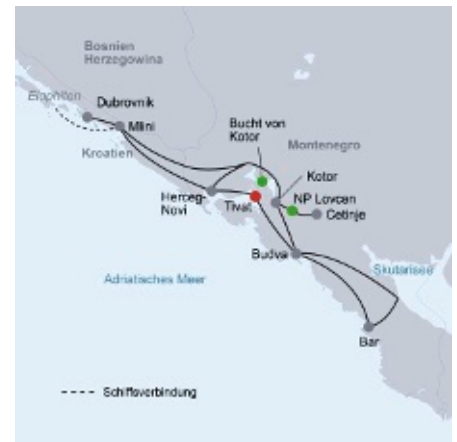 Bosnien
Herzegowina
Elaphiten
Dubrovnik
Mlini
Kroatien
Bucht von
Kotor
Montenegro
Kotor
Herceg-
Novi
Tivat
NP Lovcen
Cetinje
Budva
Skutarisee
Adriatisches Meer
Bar
Schiffsverbindung